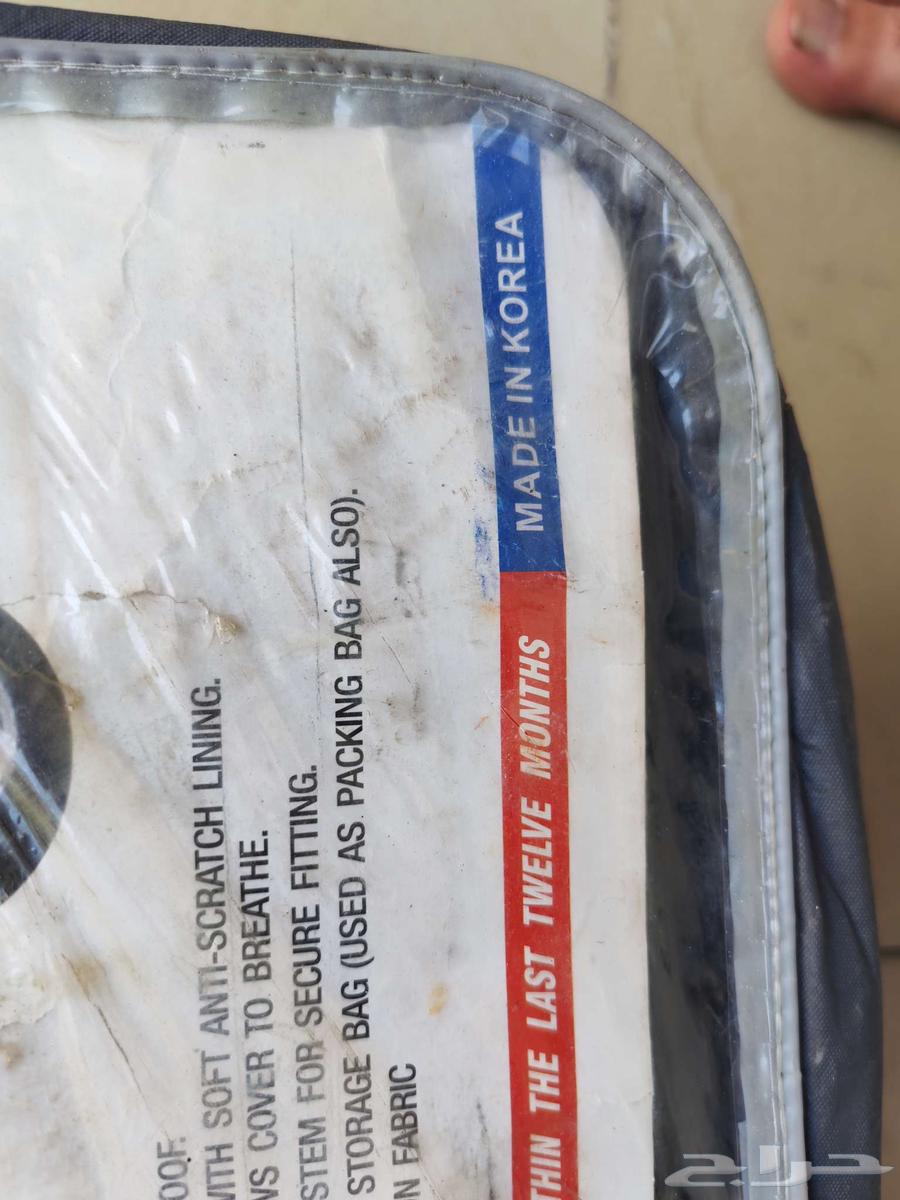 OOF.
WITH SOFT ANTI-SCRATCH LINING.
WS COVER TO BREATHE.
STEM FOR SECURE FITTING.
STORAGE BAG (USED AS PACKING BAG ALSO).
N FABRIC
THIN THE LAST TWELVE MONTHS MADE IN KOREA
حراج